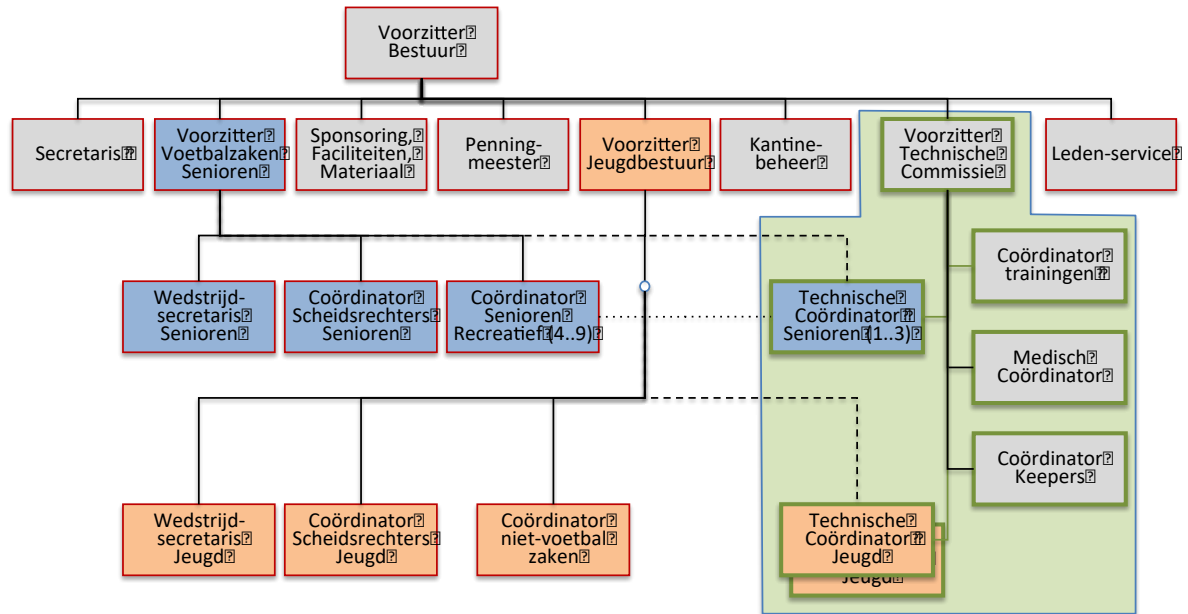 Voorzitter
Bestuur
Secretaris
Voorzitter
Voetbalzaken
Senioren
Sponsoring,
Faciliteiten,
Materiaal
Penning-
meester
Voorzitter
Jeugdbestuur
Kantine-
beheer
Voorzitter
Technische
Commissie
Leden-service
Coördinator
trainingen
Wedstrijd-
secretaris
Senioren
Coördinator
Scheidsrechters
Senioren
Coördinator
Senioren
Recreatief (4..9)
Technische
Coördinator
Senioren (1..3)
Medisch
Coördinator
Coördinator
Keepers
Wedstrijd-
secretaris
Jeugd
Coördinator
Scheidsrechters
Jeugd
Coördinator
niet-voetbal
zaken
Technische
Coördinator
Jeugd
Jeugd